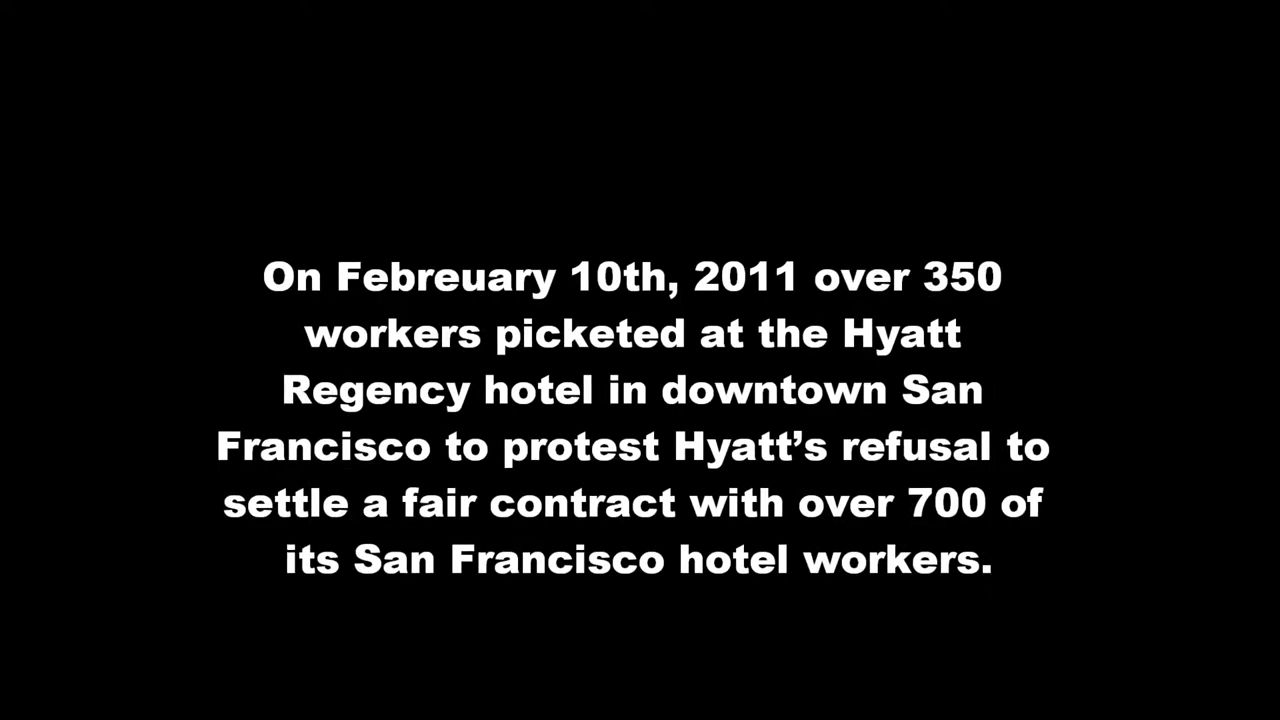 On Febreuary 10th, 2011 over 350
workers picketed at the Hyatt
Regency hotel in downtown San
Francisco to protest Hyatt’s refusal to
settle a fair contract with over 700 of
its San Francisco hotel workers.